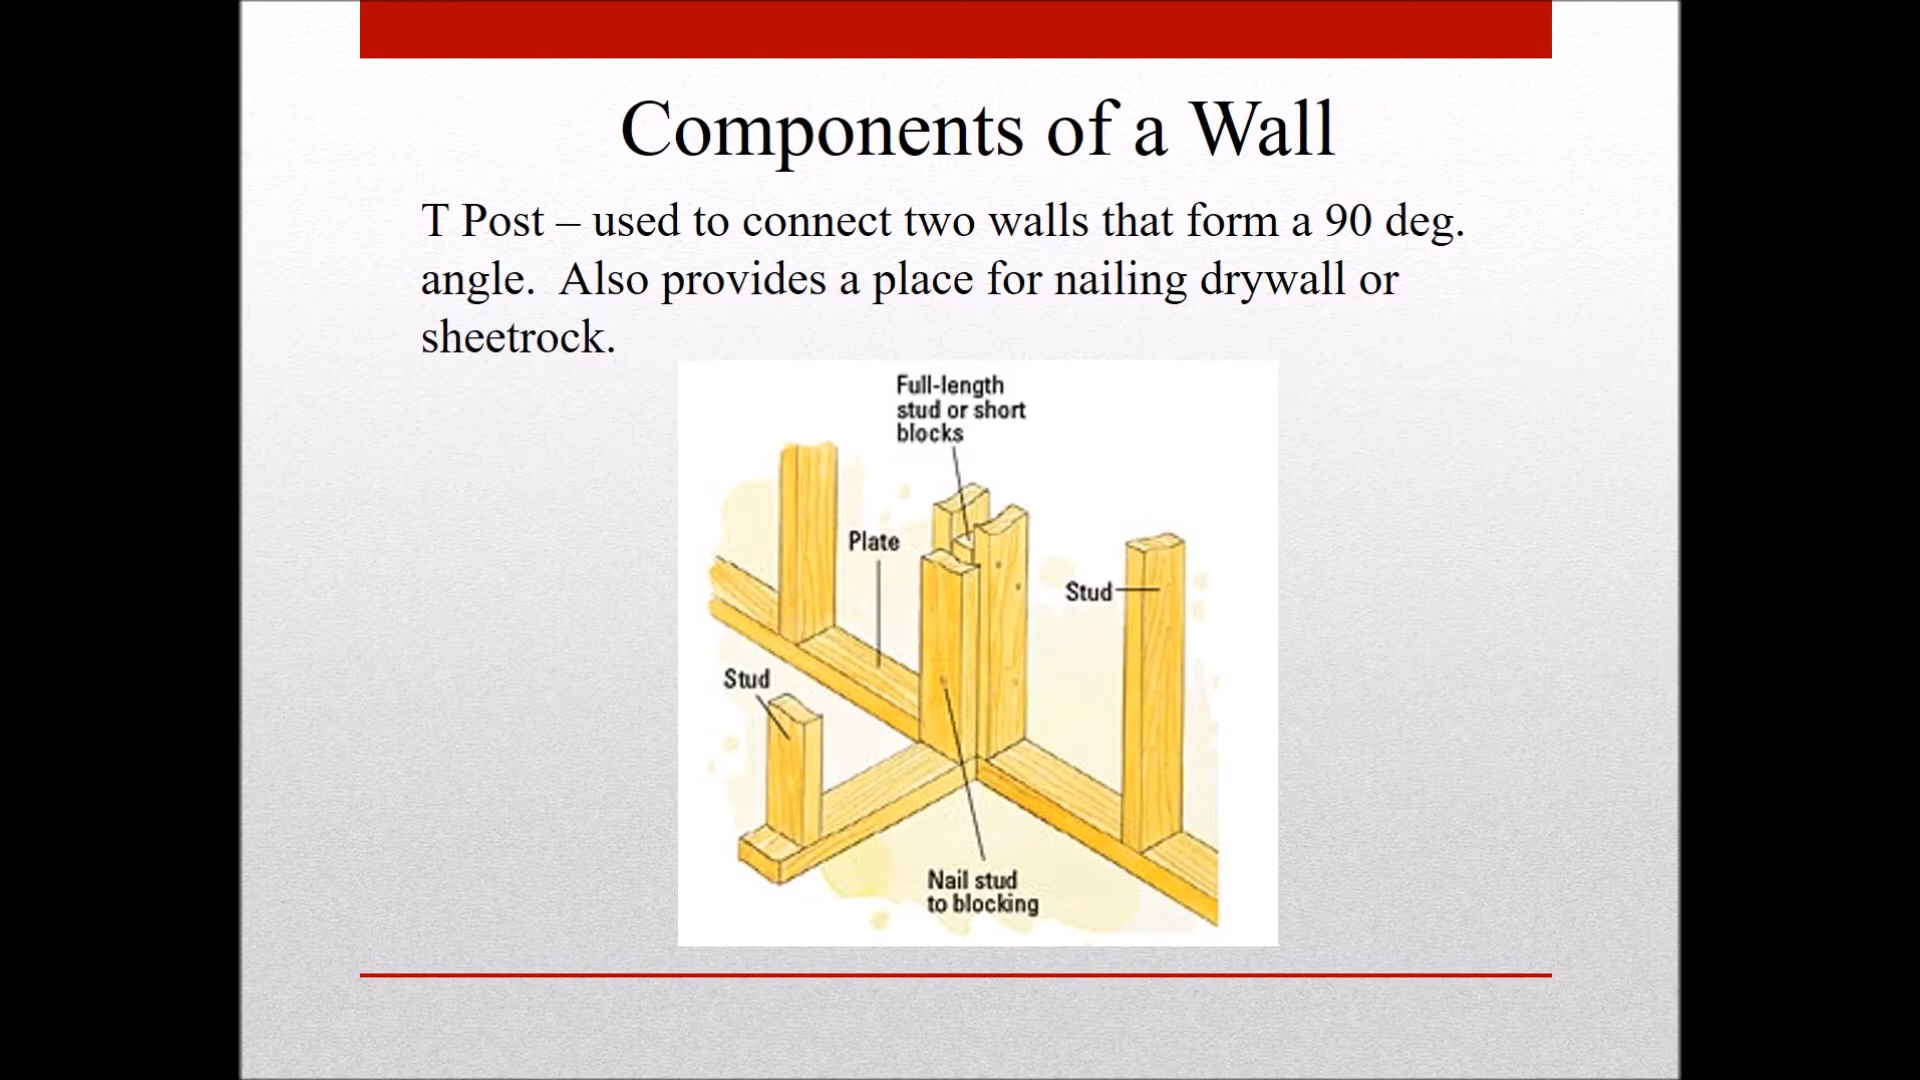 Components of a Wall
T Post – used to connect two walls that form a 90 deg.
angle.  Also provides a place for nailing drywall or
sheetrock.
Full-length
stud or short
blocks
Plate
Stud
Stud
Nail stud
to blocking